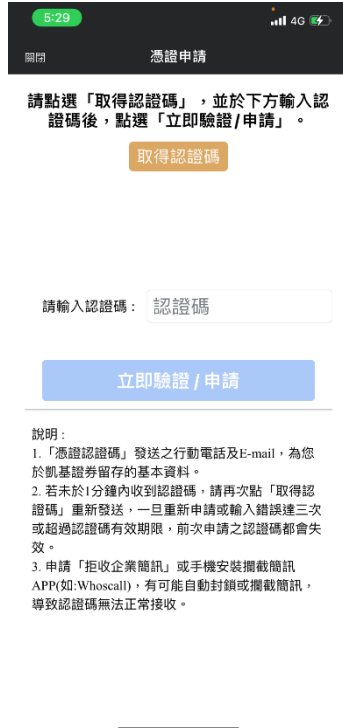 5:29
4G
關閉
憑證申請
請點選「取得認證碼」，並於下方輸入認
證碼後，點選「立即驗證/申請」。
取得認證碼
請輸入認證碼：
認證碼
立即驗證 / 申請
說明：
1.「憑證認證碼」發送之行動電話及E-mail，為您
於凱基證券留存的基本資料。
2. 若未於1分鐘內收到認證碼，請再次點「取得認
證碼」重新發送，一旦重新申請或輸入錯誤達三次
或超過認證碼有效期限，前次申請之認證碼都會失
效。
3. 申請「拒收企業簡訊」或手機安裝攔截簡訊
APP(如:Whoscall)，有可能自動封鎖或攔截簡訊，
導致認證碼無法正常接收。